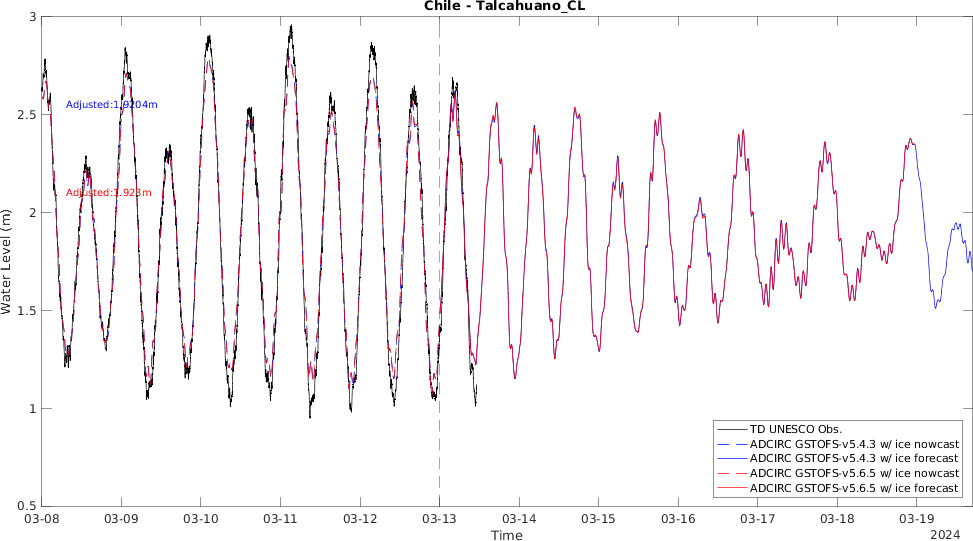 Chile - Talcahuano_CL
3
2.5
2
1.5
1
0.5
Water Level (m)
Adjusted:1.9204m
Adjusted:1.923m
TD UNESCO Obs.
ADCIRC GSTOFS-v5.4.3 w/ ice nowcast
ADCIRC GSTOFS-v5.4.3 w/ ice forecast
ADCIRC GSTOFS-v5.6.5 w/ ice nowcast
ADCIRC GSTOFS-v5.6.5 w/ ice forecast
03-08 03-09 03-10 03-11 03-12 03-13 03-14 03-15 03-16 03-17 03-18 03-19
Time
2024